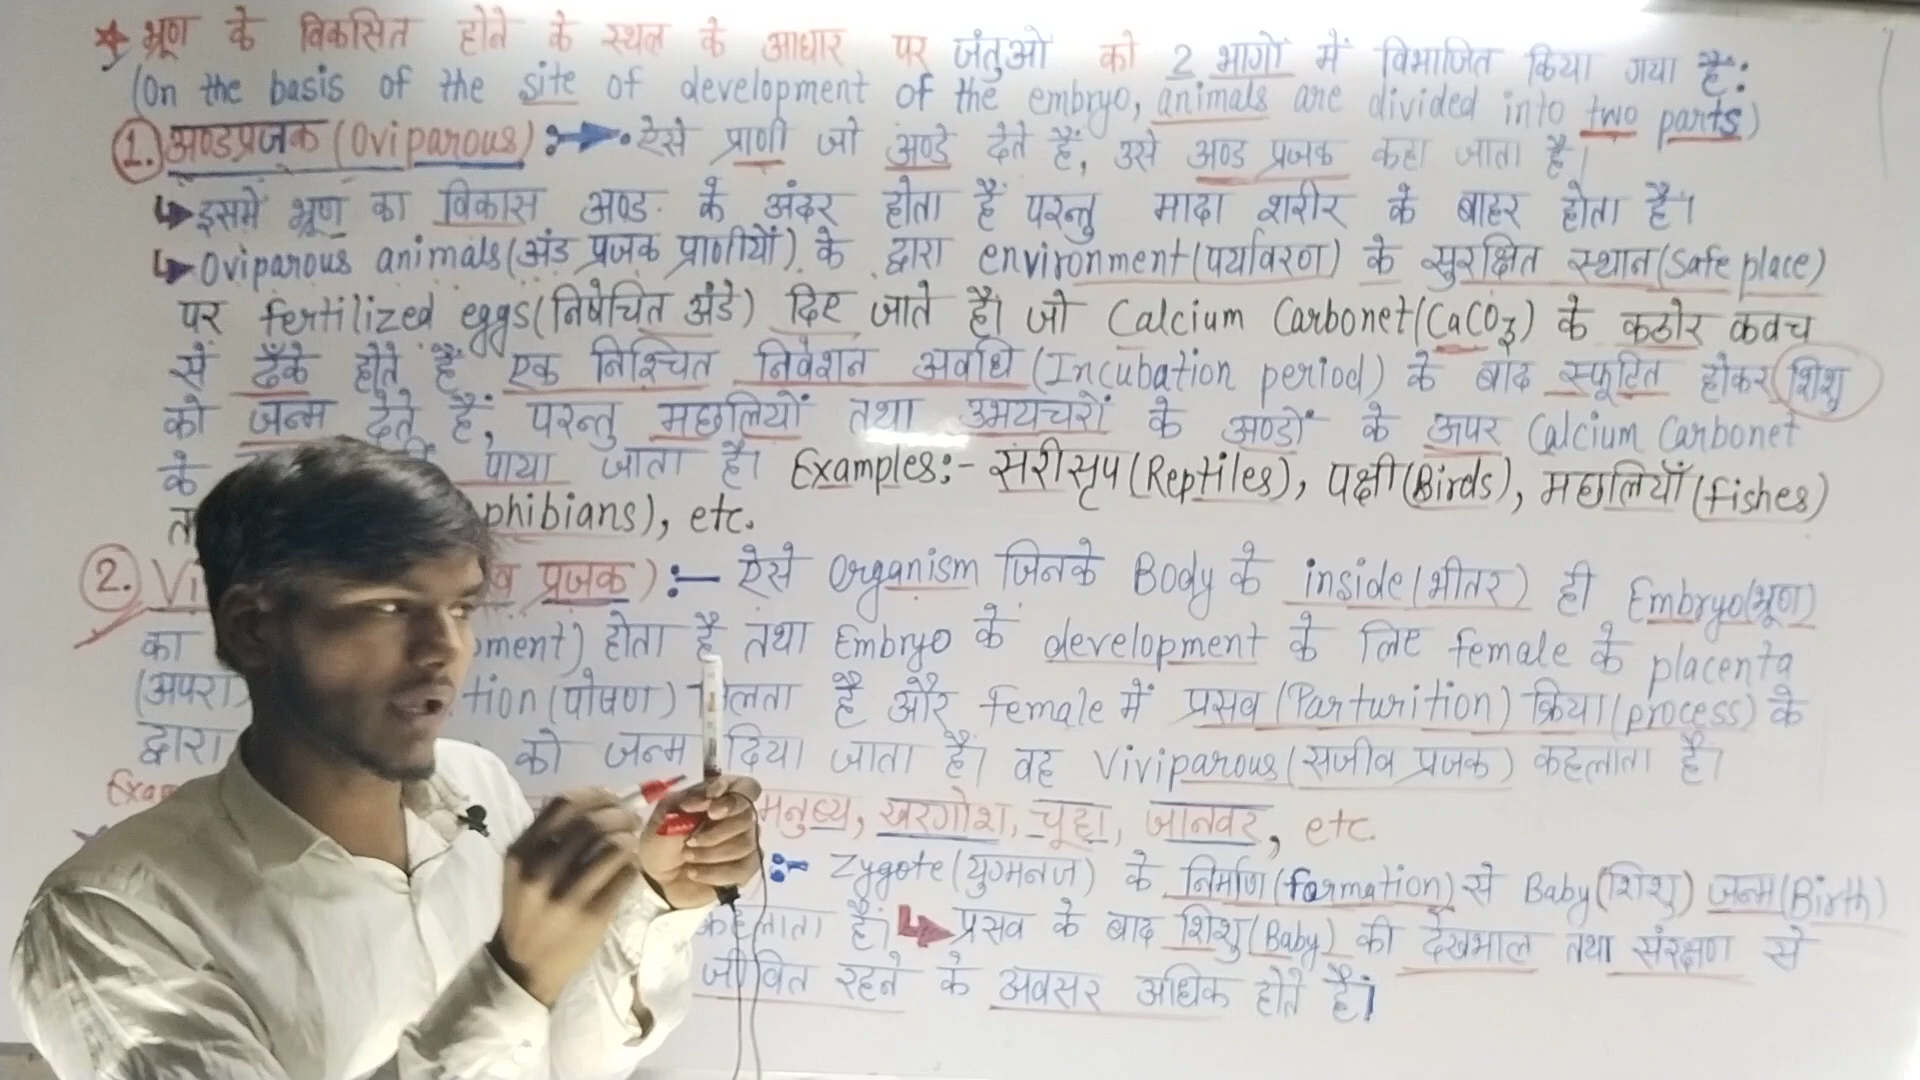 * भ्रूण के विकसित होने के स्थल के आधार पर जंतुओं को 2 भागों में विभाजित किया गया है:
(On the basis of the site of development of the embryo, animals are divided into two parts)
1. अण्डप्रजक (Oviparous) :→ • ऐसे प्राणी जो अण्डे देते हैं, उसे अण्ड प्रजक कहा जाता है।
↳ इसमें भ्रूण का विकास अण्ड के अंदर होता है परन्तु मादा शरीर के बाहर होता है।
↳ Oviparous animals (अंड प्रजक प्राणीयों) के द्वारा environment (पर्यावरण) के सुरक्षित स्थान (Safe place)
पर fertilized eggs (निषेचित अंडे) दिए जाते है। जो Calcium Carbonet (CaCO₃) के कठोर कवच
से ढँके होते हैं एक निश्चित निवेशन अवधि (Incubation period) के बाद स्फूटित होकर शिशु
को जन्म देते हैं, परन्तु मछलियों तथा उभयचरों के अण्डों के ऊपर Calcium Carbonet
के पाया जाता है। Examples:- सरीसृप (Reptiles), पक्षी (Birds), मछलियाँ (fishes)
phibians), etc.
2. Vi प्रजक) :- ऐसे Organism जिनके Body के inside (भीतर) ही Embryo (भ्रूण)
का ment) होता है तथा Embryo के development के लिए female के placenta
(अपरा) tion (पोषण) मिलता है और female में प्रसव (Parturition) क्रिया (process) के
द्वारा को जन्म दिया जाता है। वह Viviparous (सजीव प्रजक) कहलाता है।
Exam मनुष्य, खरगोश, चूहा, जानवर, etc.
:- Zygote (युग्मनज) के निर्माण (formation) से Baby (शिशु) जन्म (Birth)
कहलाता है। ↳ प्रसव के बाद शिशु (Baby) की देखभाल तथा संरक्षण से
जीवित रहने के अवसर अधिक होते हैं।